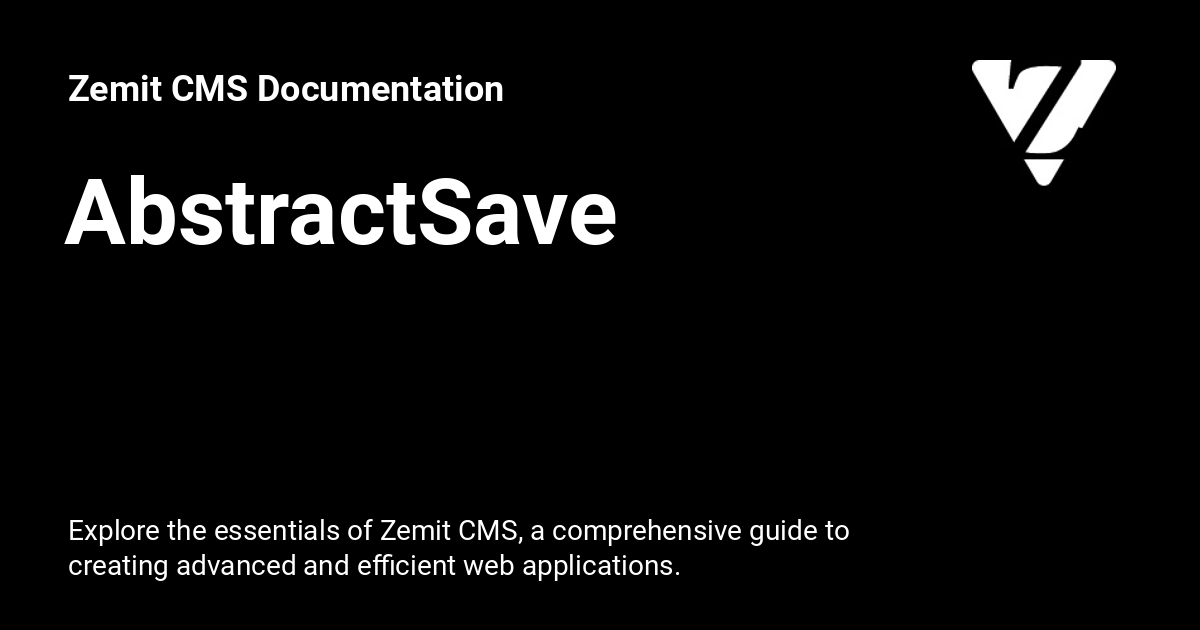 Zemit CMS Documentation
AbstractSave
Explore the essentials of Zemit CMS, a comprehensive guide to
creating advanced and efficient web applications.